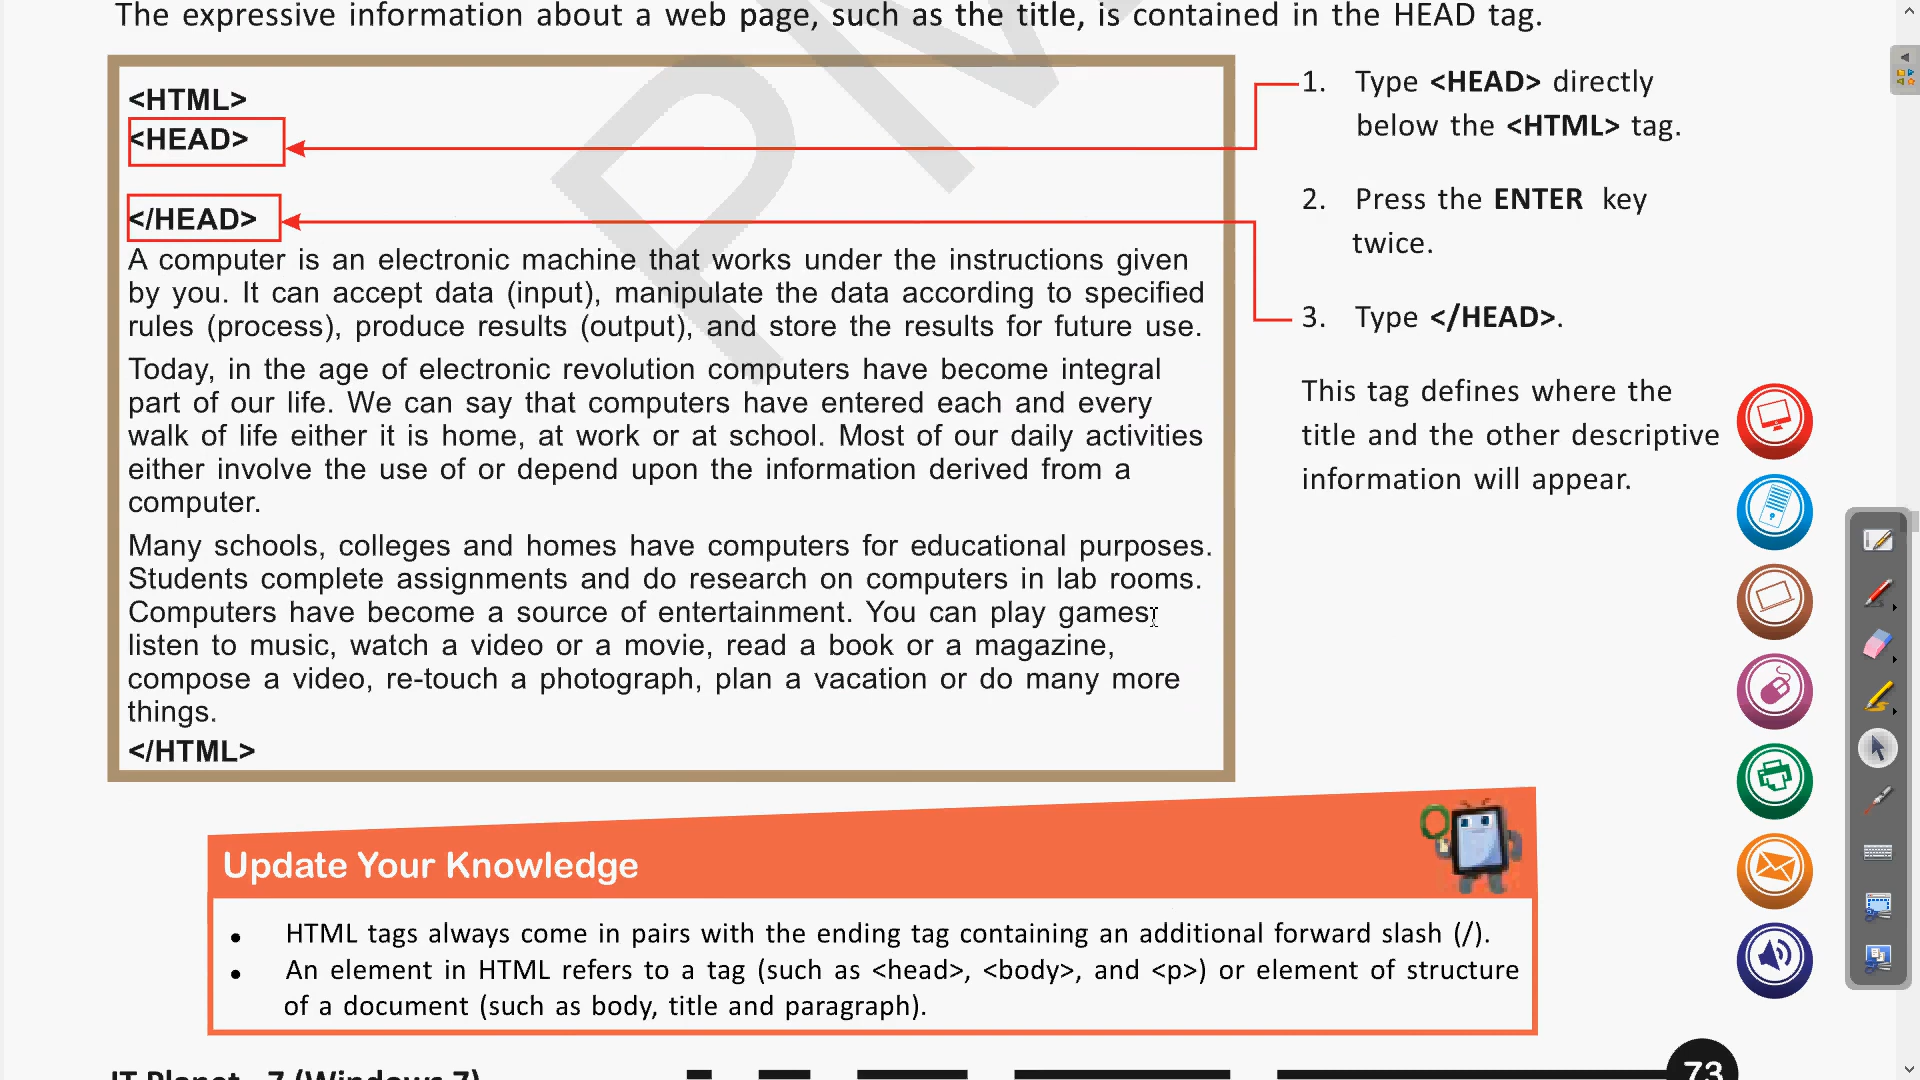 The expressive information about a web page, such as the title, is contained in the HEAD tag.
<HTML>
<HEAD>
</HEAD>
A computer is an electronic machine that works under the instructions given
by you. It can accept data (input), manipulate the data according to specified
rules (process), produce results (output), and store the results for future use.
Today, in the age of electronic revolution computers have become integral
part of our life. We can say that computers have entered each and every
walk of life either it is home, at work or at school. Most of our daily activities
either involve the use of or depend upon the information derived from a
computer.
Many schools, colleges and homes have computers for educational purposes.
Students complete assignments and do research on computers in lab rooms.
Computers have become a source of entertainment. You can play games,
listen to music, watch a video or a movie, read a book or a magazine,
compose a video, re-touch a photograph, plan a vacation or do many more
things.
</HTML>
1. Type <HEAD> directly
below the <HTML> tag.
2. Press the ENTER key
twice.
3. Type </HEAD>.
This tag defines where the
title and the other descriptive
information will appear.
Update Your Knowledge
• HTML tags always come in pairs with the ending tag containing an additional forward slash (/).
• An element in HTML refers to a tag (such as <head>, <body>, and <p>) or element of structure
of a document (such as body, title and paragraph).
IT Planet - 7 (Windows 7)
73